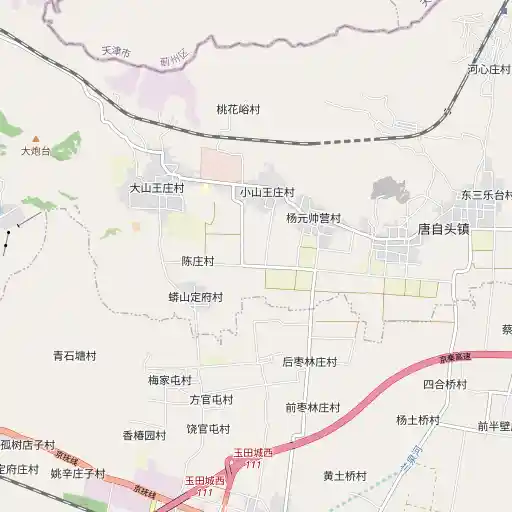 天津市
蓟州区
河心庄村
桃花峪村
大炮台
大山王庄村
小山王庄村
东三乐台村
杨元帅营村
唐自头镇
陈庄村
蟒山定府村
青石塘村
后枣林庄村
京秦高速
梅家屯村
四合桥村
方官屯村
前枣林庄村
杨土桥村
前半壁
香椿园村
饶官屯村
孤树店子村
京抚线
玉田城西
111
兰泉河
定府庄村
姚辛庄子村
黄土桥村
玉田城西
111
京抚线